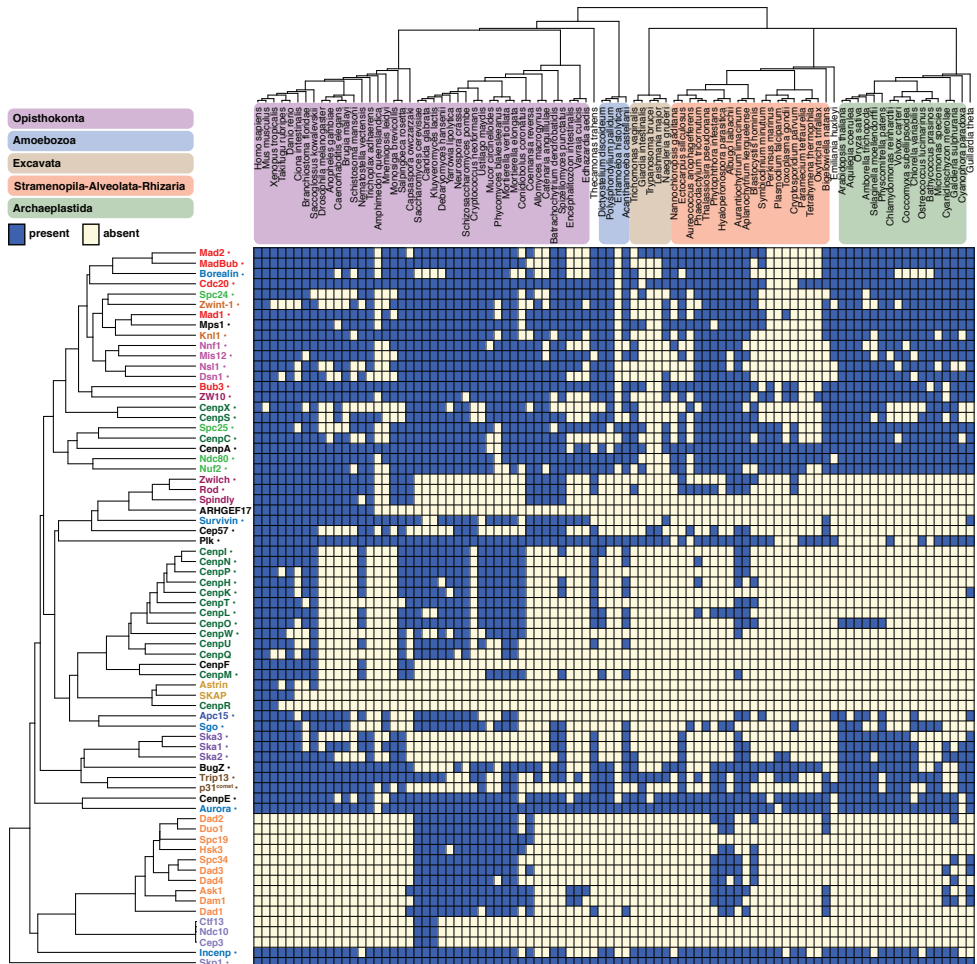 Opisthokonta
Amoebozoa
Excavata
Stramenopila-Alveolata-Rhizaria
Archaeplastida
present
absent
Homo sapiens
Mus musculus
Xenopus tropicalis
Takifugu rubripes
Danio rerio
Ciona intestinalis
Branchiostoma floridae
Saccoglossus kowalevskii
Drosophila melanogaster
Anopheles gambiae
Caenorhabditis elegans
Brugia malayi
Schistosoma mansoni
Nematostella vectensis
Trichoplax adhaerens
Mnemiopsis leidyi
Amphimedon queenslandica
Monosiga brevicollis
Salpingoeca rosetta
Capsaspora owczarzaki
Saccharomyces cerevisiae
Candida glabrata
Kluyveromyces lactis
Debaryomyces hansenii
Yarrowia lipolytica
Neurospora crassa
Schizosaccharomyces pombe
Cryptococcus neoformans
Ustilago maydis
Mucor circinelloides
Phycomyces blakesleeanus
Mortierella elongata
Conidiobolus coronatus
Coemansia reversa
Allomyces macrogynus
Catenaria anguillulae
Batrachochytrium dendrobatidis
Spizellomyces punctatus
Encephalitozoon intestinalis
Edhazardia aedis
Thecamonas trahens
Dictyostelium discoideum
Polysphondylium pallidum
Entamoeba histolytica
Acanthamoeba castellanii
Trichomonas vaginalis
Giardia intestinalis
Trypanosoma brucei
Leishmania major
Naegleria gruberi
Nannochloropsis gaditana
Ectocarpus siliculosus
Aureococcus anophagefferens
Phaeodactylum tricornutum
Thalassiosira pseudonana
Phytophthora infestans
Hyaloperonospora parasitica
Albugo laibachii
Aurantiochytrium limacinum
Aplanochytrium kerguelense
Blastocystis hominis
Symbiodinium minutum
Perkinsus marinus
Plasmodium falciparum
Toxoplasma gondii
Cryptosporidium parvum
Paramecium tetraurelia
Tetrahymena thermophila
Oxytricha trifallax
Bigelowiella natans
Emiliania huxleyi
Arabidopsis thaliana
Aquilegia coerulea
Oryza sativa
Amborella trichopoda
Selaginella moellendorffii
Physcomitrella patens
Chlamydomonas reinhardtii
Volvox carteri
Coccomyxa subellipsoidea
Chlorella variabilis
Ostreococcus lucimarinus
Bathycoccus prasinos
Micromonas
Cyanidioschyzon merolae
Galdieria sulphuraria
Cyanophora paradoxa
Guillardia theta
Mad2 •
MadBub •
Borealin •
Cdc20 •
Spc24 •
Zwint-1 •
Mad1 •
Mps1 •
Knl1 •
Nnf1 •
Mis12 •
Nsl1 •
Dsn1 •
Bub3 •
ZW10 •
CenpX •
CenpS •
Spc25 •
CenpC •
CenpA •
Ndc80 •
Nuf2 •
Zwilch •
Rod •
Spindly
ARHGEF17
Survivin •
Cep57 •
Plk •
CenpI •
CenpN •
CenpP •
CenpH •
CenpK •
CenpT •
CenpL •
CenpO •
CenpW •
CenpU
CenpQ
CenpF
CenpM •
Astrin
SKAP
CenpR
Apc15 •
Sgo •
Ska3 •
Ska1 •
Ska2 •
BugZ •
Trip13 •
p31comet •
CenpE •
Aurora •
Dad2
Duo1
Spc19
Hsk3
Spc34
Dad3
Dad4
Ask1
Dam1
Dad1
Ctf13
Ndc10
Cep3
Incenp •
Skp1 •